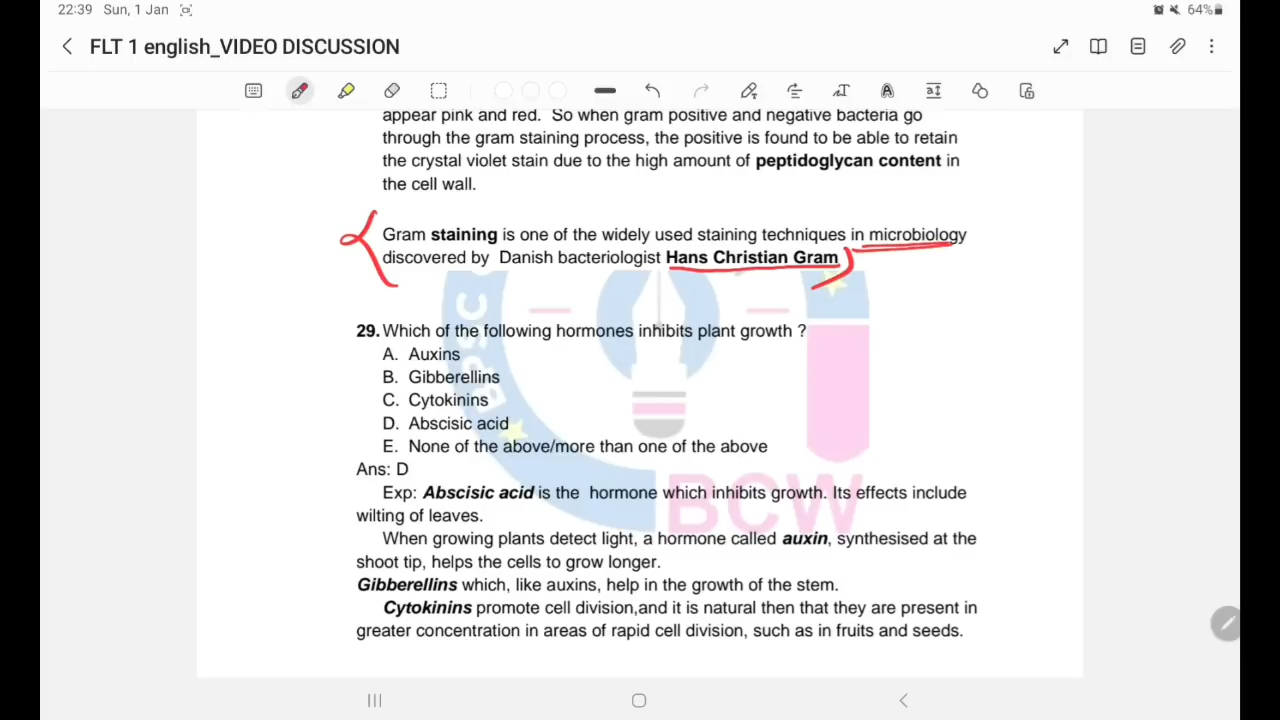 22:39 Sun, 1 Jan
64%
FLT 1 english_VIDEO DISCUSSION
appear pink and red. So when gram positive and negative bacteria go
through the gram staining process, the positive is found to be able to retain
the crystal violet stain due to the high amount of peptidoglycan content in
the cell wall.
Gram staining is one of the widely used staining techniques in microbiology
discovered by Danish bacteriologist Hans Christian Gram
29. Which of the following hormones inhibits plant growth ?
A. Auxins
B. Gibberellins
C. Cytokinins
D. Abscisic acid
E. None of the above/more than one of the above
Ans: D
Exp: Abscisic acid is the hormone which inhibits growth. Its effects include
wilting of leaves.
When growing plants detect light, a hormone called auxin, synthesised at the
shoot tip, helps the cells to grow longer.
Gibberellins which, like auxins, help in the growth of the stem.
Cytokinins promote cell division,and it is natural then that they are present in
greater concentration in areas of rapid cell division, such as in fruits and seeds.
BPSC
BCW